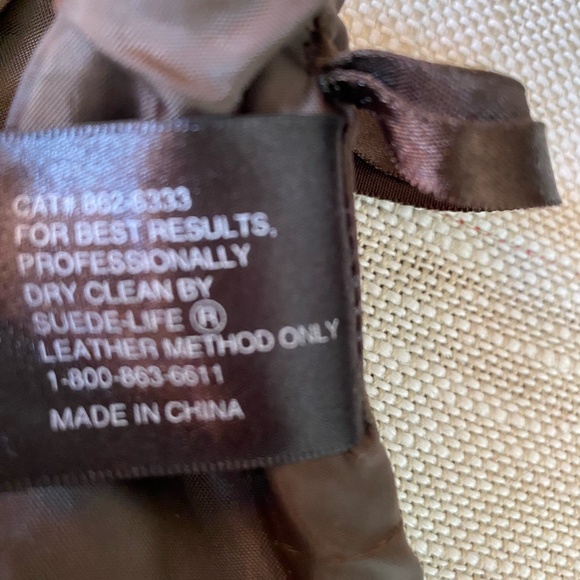 CAT# 862-6333
FOR BEST RESULTS,
PROFESSIONALLY
DRY CLEAN BY
SUEDE-LIFE ®
LEATHER METHOD ONLY
1-800-863-6611
MADE IN CHINA